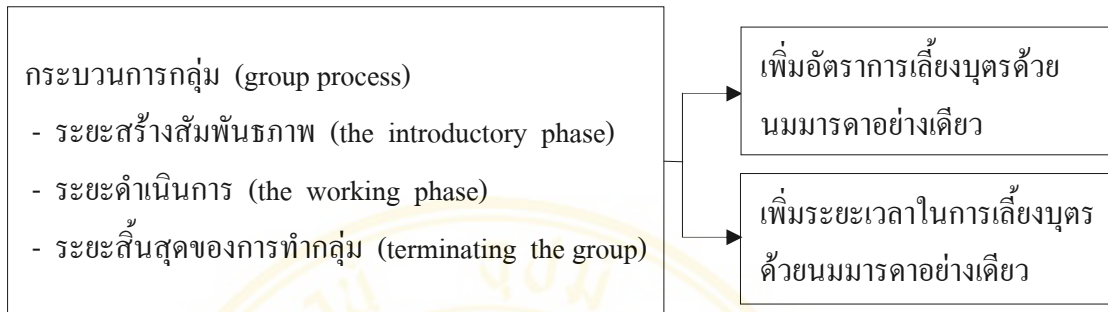 กระบวนการกลุ่ม (group process)
- ระยะสร้างสัมพันธภาพ (the introductory phase)
- ระยะดำเนินการ (the working phase)
- ระยะสิ้นสุดของการทำกลุ่ม (terminating the group)
เพิ่มอัตราการเลี้ยงบุตรด้วย
นมมารดาอย่างเดียว
เพิ่มระยะเวลาในการเลี้ยงบุตร
ด้วยนมมารดาอย่างเดียว